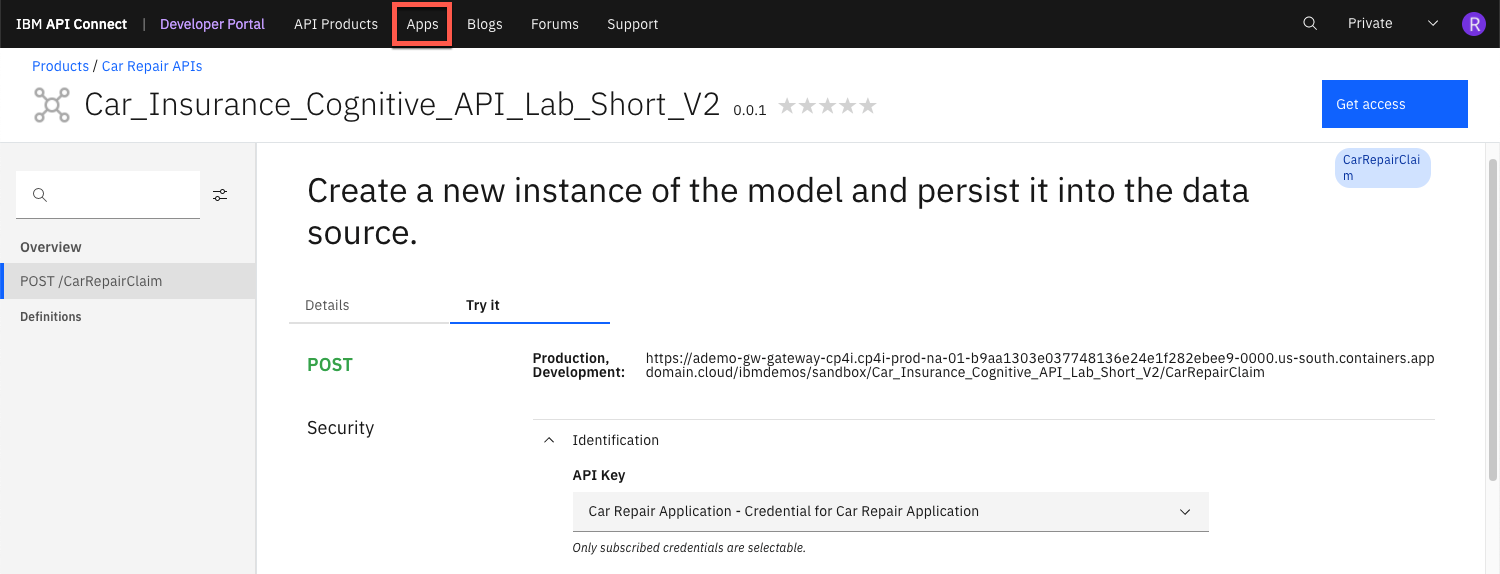 IBM API Connect | Developer Portal API Products Apps Blogs Forums Support Private R
Products / Car Repair APIs
Car_Insurance_Cognitive_API_Lab_Short_V2 0.0.1
Get access
CarRepairClai
m
Create a new instance of the model and persist it into the data
source.
Overview
POST /CarRepairClaim
Definitions
Details Try it
POST
Production,
Development:
https://ademo-gw-gateway-cp4i.cp4i-prod-na-01-b9aa1303e037748136e24e1f282ebee9-0000.us-south.containers.app
domain.cloud/ibmdemos/sandbox/Car_Insurance_Cognitive_API_Lab_Short_V2/CarRepairClaim
Security
Identification
API Key
Car Repair Application - Credential for Car Repair Application
Only subscribed credentials are selectable.